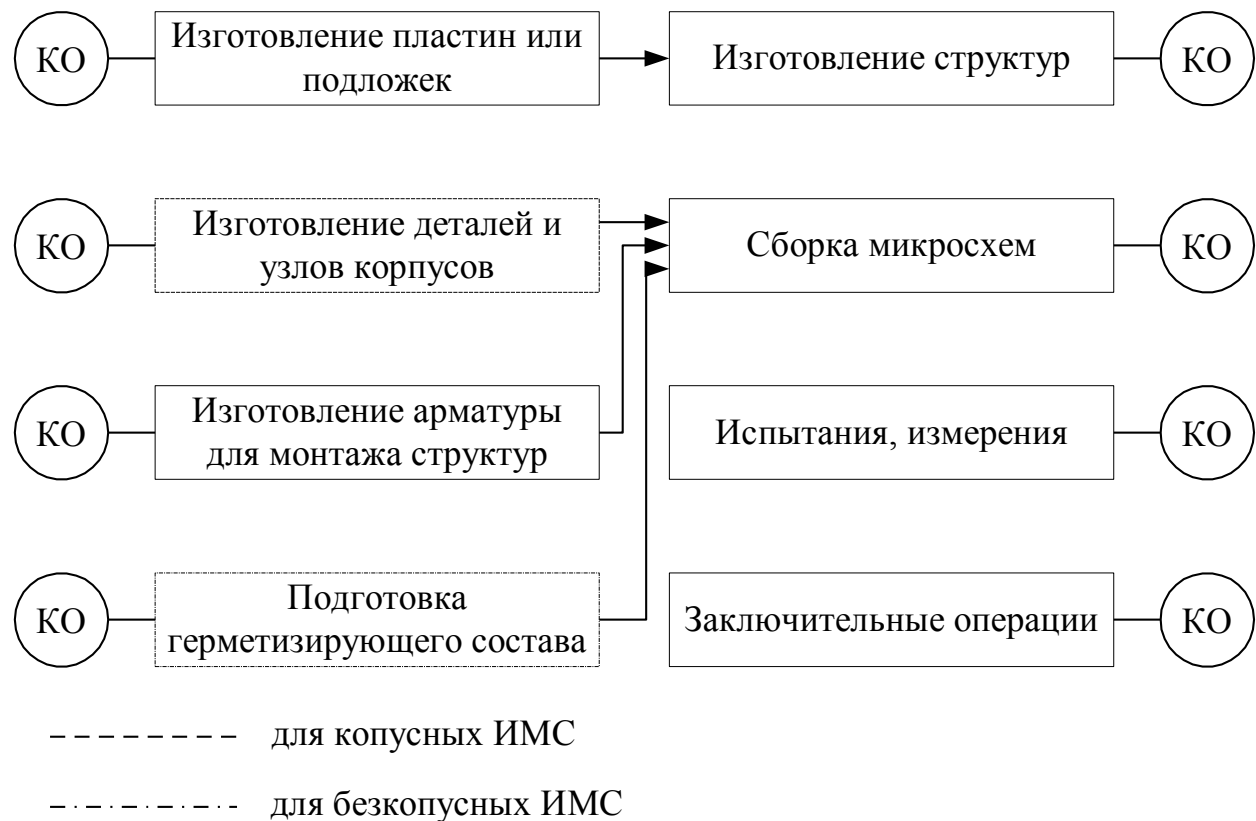 КО
Изготовление пластин или
подложек
Изготовление структур
КО
КО
Изготовление деталей и
узлов корпусов
Сборка микросхем
КО
КО
Изготовление арматуры
для монтажа структур
Испытания, измерения
КО
КО
Подготовка
герметизирующего состава
Заключительные операции
КО
для копусных ИМС
для безкопусных ИМС